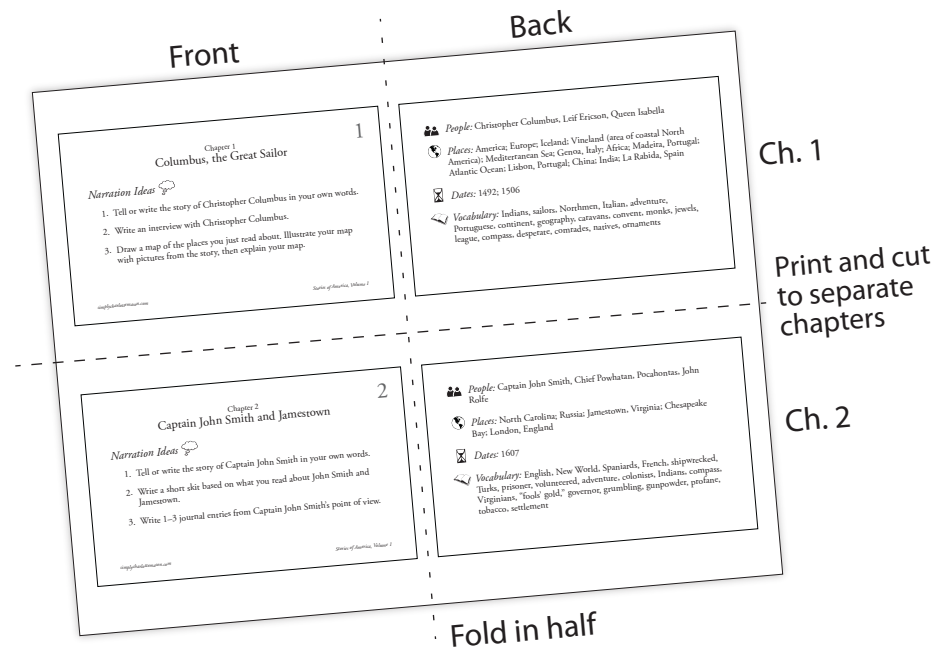 Front
Back
1
Chapter 1
Columbus, the Great Sailor
Narration Ideas
1. Tell or write the story of Christopher Columbus in your own words.
2. Write an interview with Christopher Columbus.
3. Draw a map of the places you just read about. Illustrate your map
with pictures from the story, then explain your map.
simplycharlottemason.com
Stories of America, Volume 1
People: Christopher Columbus, Leif Ericson, Queen Isabella
Places: America; Europe; Iceland; Vineland (area of coastal North
America); Mediterranean Sea; Genoa, Italy; Africa; Madeira, Portugal;
Atlantic Ocean; Lisbon, Portugal; China; India; La Rabida, Spain
Dates: 1492; 1506
Vocabulary: Indians, sailors, Northmen, Italian, adventure,
Portuguese, continent, geography, caravans, convent, monks, jewels,
league, compass, desperate, comrades, natives, ornaments
Ch. 1
Print and cut
to separate
chapters
2
Chapter 2
Captain John Smith and Jamestown
Narration Ideas
1. Tell or write the story of Captain John Smith in your own words.
2. Write a short skit based on what you read about John Smith and
Jamestown.
3. Write 1–3 journal entries from Captain John Smith's point of view.
simplycharlottemason.com
Stories of America, Volume 1
People: Captain John Smith, Chief Powhatan, Pocahontas, John
Rolfe
Places: North Carolina; Russia; Jamestown, Virginia; Chesapeake
Bay; London, England
Dates: 1607
Vocabulary: English, New World, Spaniards, French, shipwrecked,
Turks, prisoner, volunteered, adventure, colonists, Indians, compass,
Virginians, "fools' gold," governor, grumbling, gunpowder, profane,
tobacco, settlement
Ch. 2
Fold in half